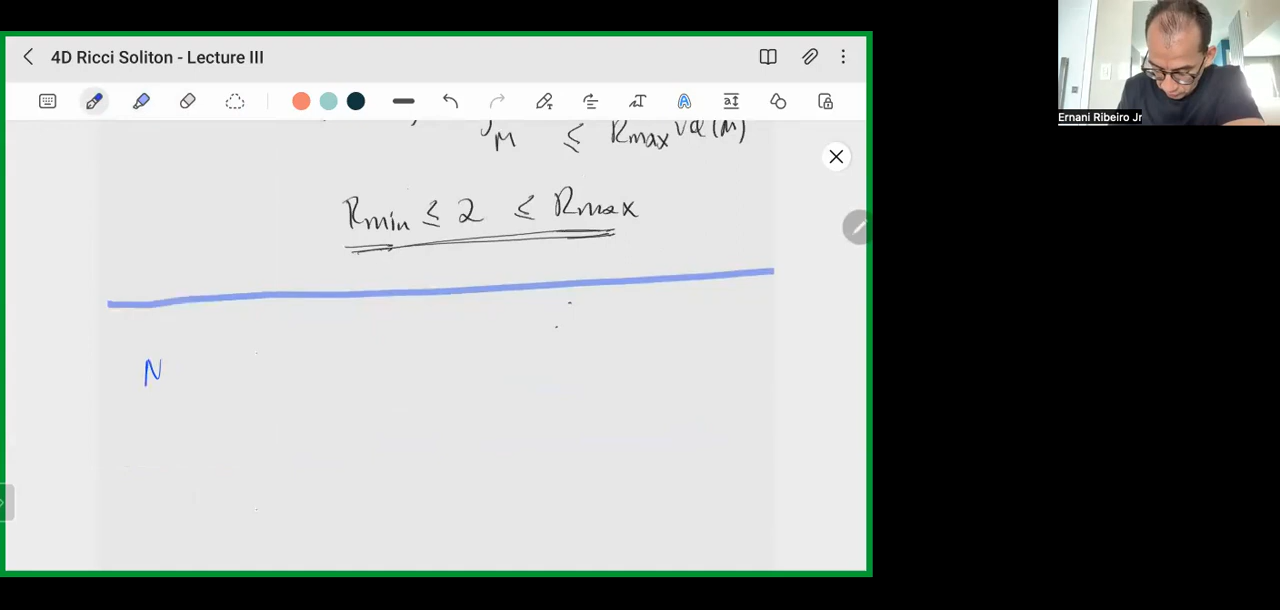 4D Ricci Soliton - Lecture III
M ≤ Rmax Vol(M)
Rmin ≤ 2 ≤ Rmax
N
Ernani Ribeiro Jr